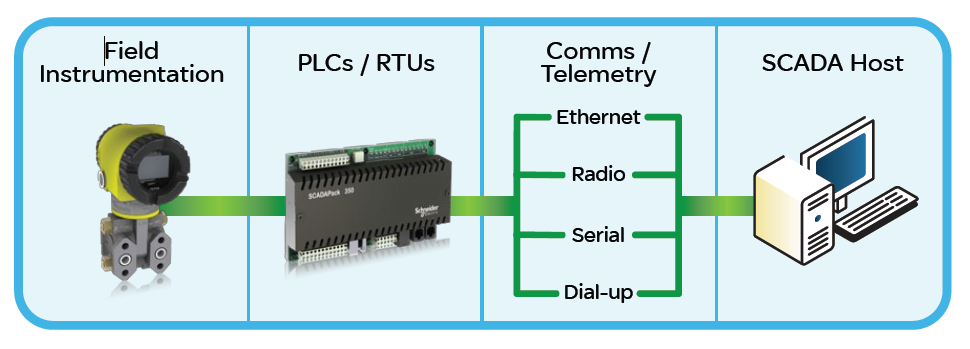 Field
Instrumentation
PLCs / RTUs
Comms /
Telemetry
SCADA Host
Ethernet
Radio
Serial
Dial-up
SCADAPack 350
Schneider